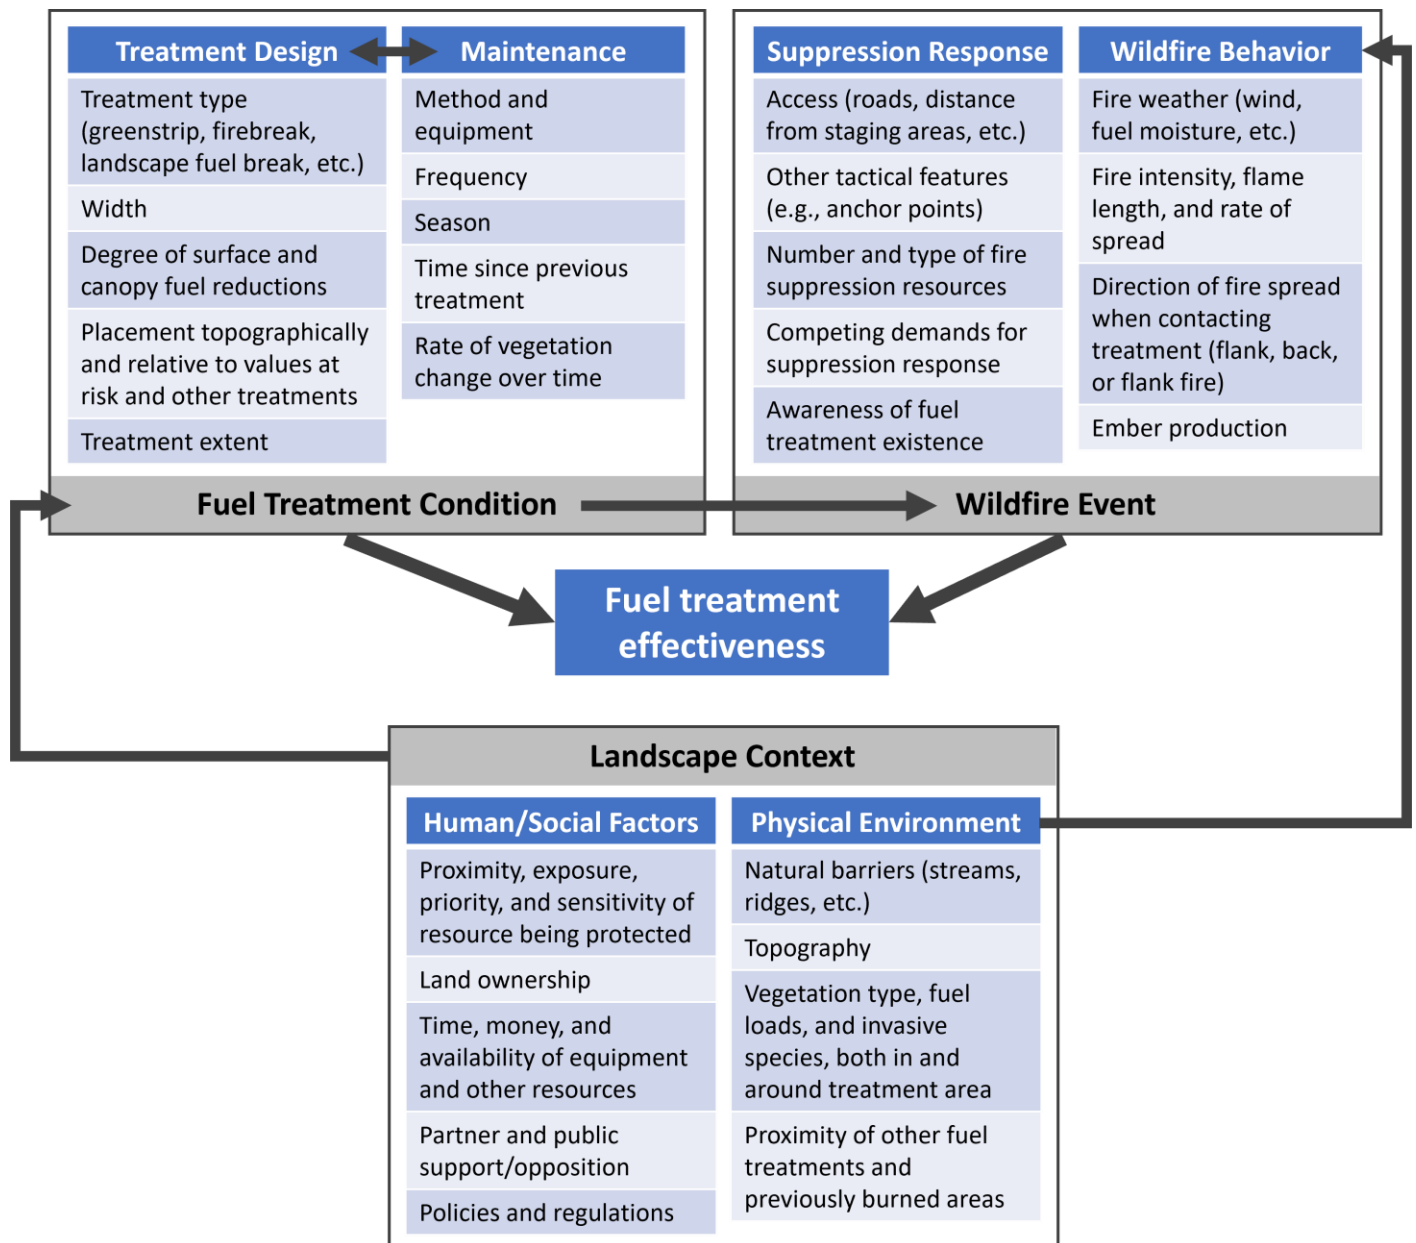 Treatment Design
Treatment type
(greenstrip, firebreak,
landscape fuel break, etc.)
Width
Degree of surface and
canopy fuel reductions
Placement topographically
and relative to values at
risk and other treatments
Treatment extent
Maintenance
Method and
equipment
Frequency
Season
Time since previous
treatment
Rate of vegetation
change over time
Fuel Treatment Condition
Suppression Response
Access (roads, distance
from staging areas, etc.)
Other tactical features
(e.g., anchor points)
Number and type of fire
suppression resources
Competing demands for
suppression response
Awareness of fuel
treatment existence
Wildfire Behavior
Fire weather (wind,
fuel moisture, etc.)
Fire intensity, flame
length, and rate of
spread
Direction of fire spread
when contacting
treatment (flank, back,
or flank fire)
Ember production
Wildfire Event
Fuel treatment
effectiveness
Landscape Context
Human/Social Factors
Proximity, exposure,
priority, and sensitivity of
resource being protected
Land ownership
Time, money, and
availability of equipment
and other resources
Partner and public
support/opposition
Policies and regulations
Physical Environment
Natural barriers (streams,
ridges, etc.)
Topography
Vegetation type, fuel
loads, and invasive
species, both in and
around treatment area
Proximity of other fuel
treatments and
previously burned areas